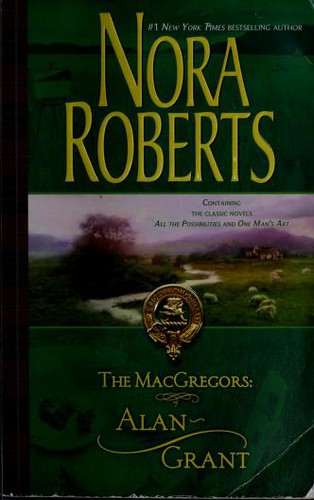 #1 NEW YORK TIMES BESTSELLING AUTHOR
NORA
ROBERTS
CONTAINING
THE CLASSIC NOVELS
ALL THE POSSIBILITIES AND ONE MAN'S ART
THE MACGREGORS:
ALAN~
GRANT